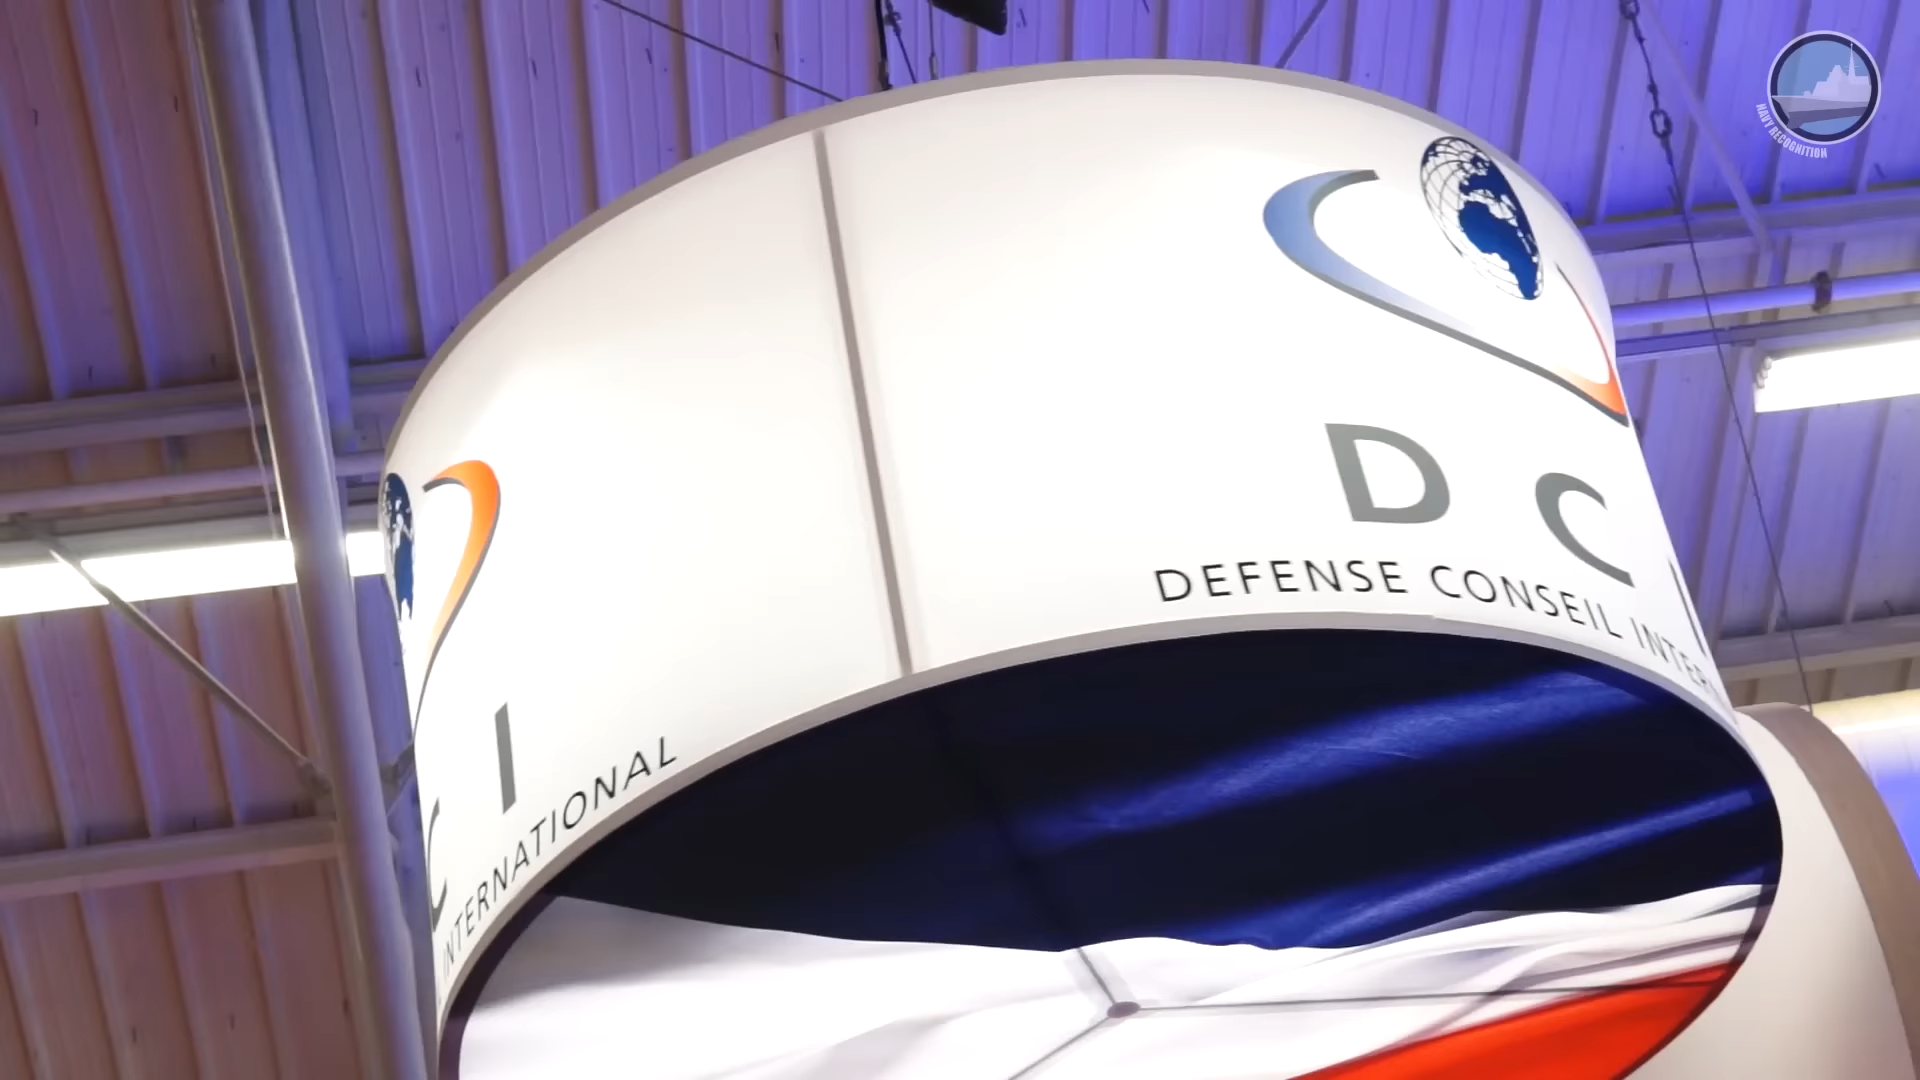 NAVY RECOGNITION
D C I
DEFENSE CONSEIL INTER
C I
INTERNATIONAL